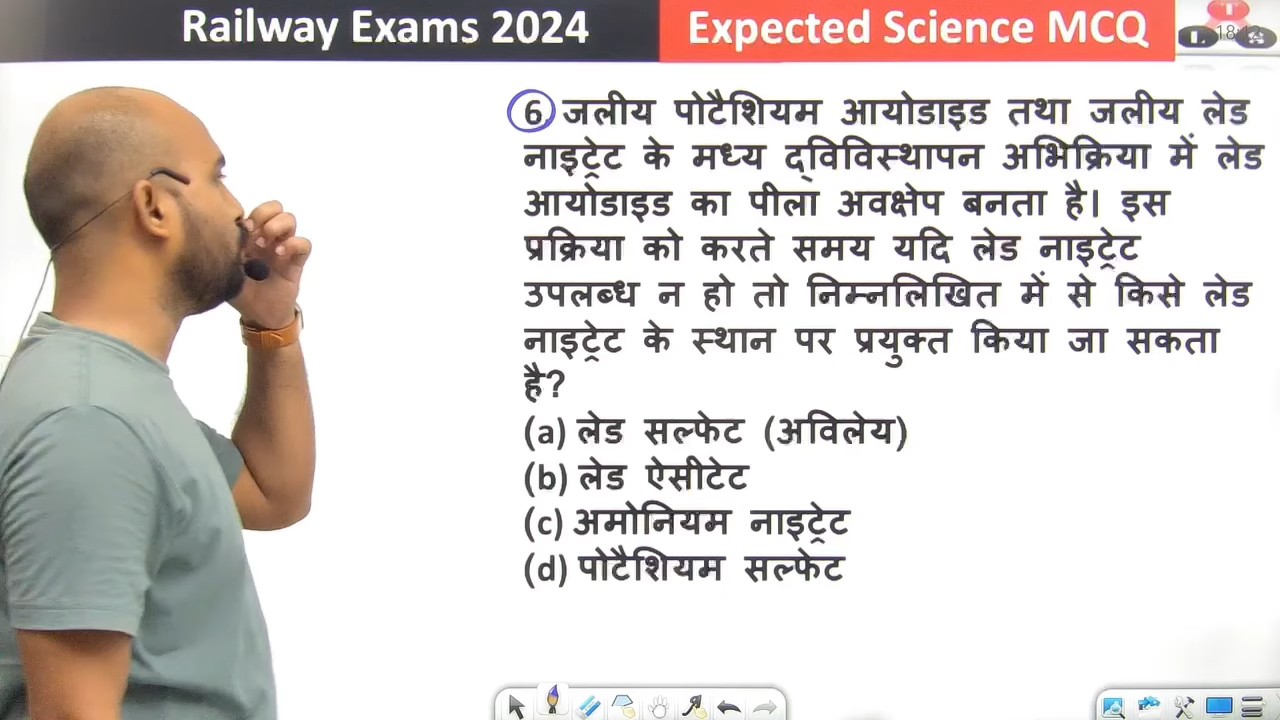 Railway Exams 2024
Expected Science MCQ
T
L
S
6. जलीय पोटैशियम आयोडाइड तथा जलीय लेड
नाइट्रेट के मध्य द्विविस्थापन अभिक्रिया में लेड
आयोडाइड का पीला अवक्षेप बनता है। इस
प्रक्रिया को करते समय यदि लेड नाइट्रेट
उपलब्ध न हो तो निम्नलिखित में से किसे लेड
नाइट्रेट के स्थान पर प्रयुक्त किया जा सकता
है?
(a) लेड सल्फेट (अविलेय)
(b) लेड ऐसीटेट
(c) अमोनियम नाइट्रेट
(d) पोटैशियम सल्फेट